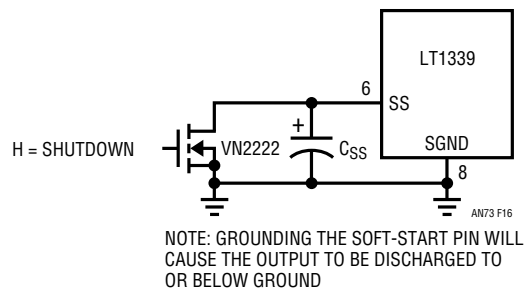 LT1339
6
SS
H = SHUTDOWN
VN2222
+
CSS
SGND
8
AN73 F16
NOTE: GROUNDING THE SOFT-START PIN WILL
CAUSE THE OUTPUT TO BE DISCHARGED TO
OR BELOW GROUND